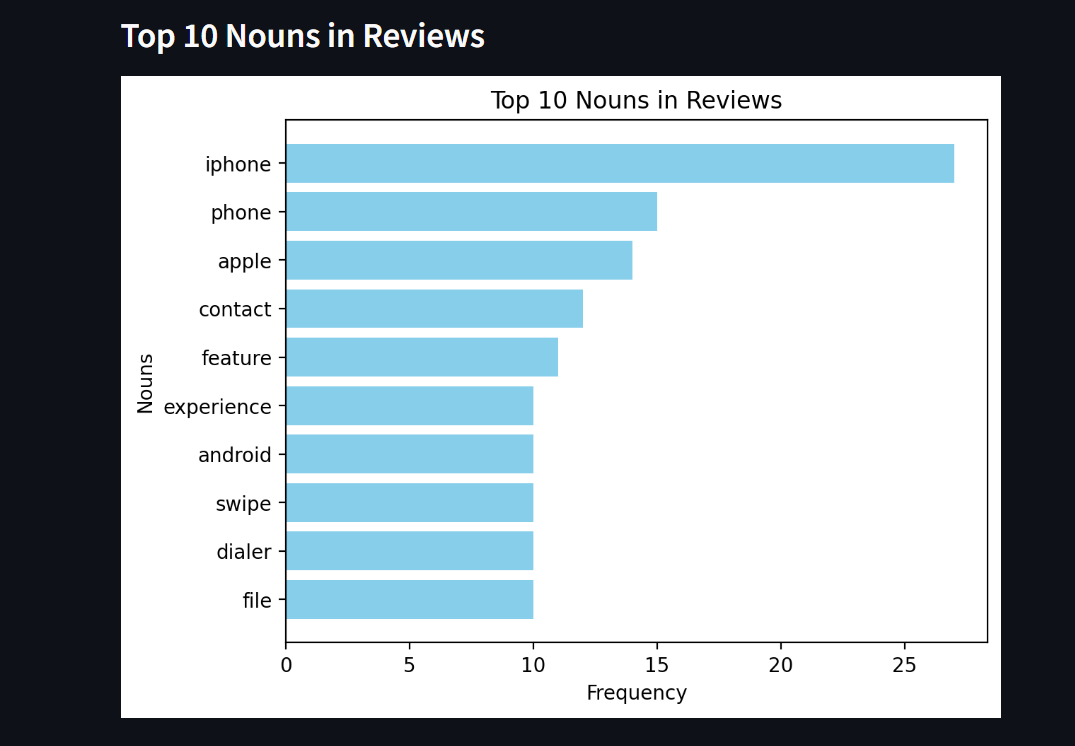 Top 10 Nouns in Reviews
Top 10 Nouns in Reviews
iphone
phone
apple
contact
feature
experience
android
swipe
dialer
file
Nouns
0 5 10 15 20 25
Frequency